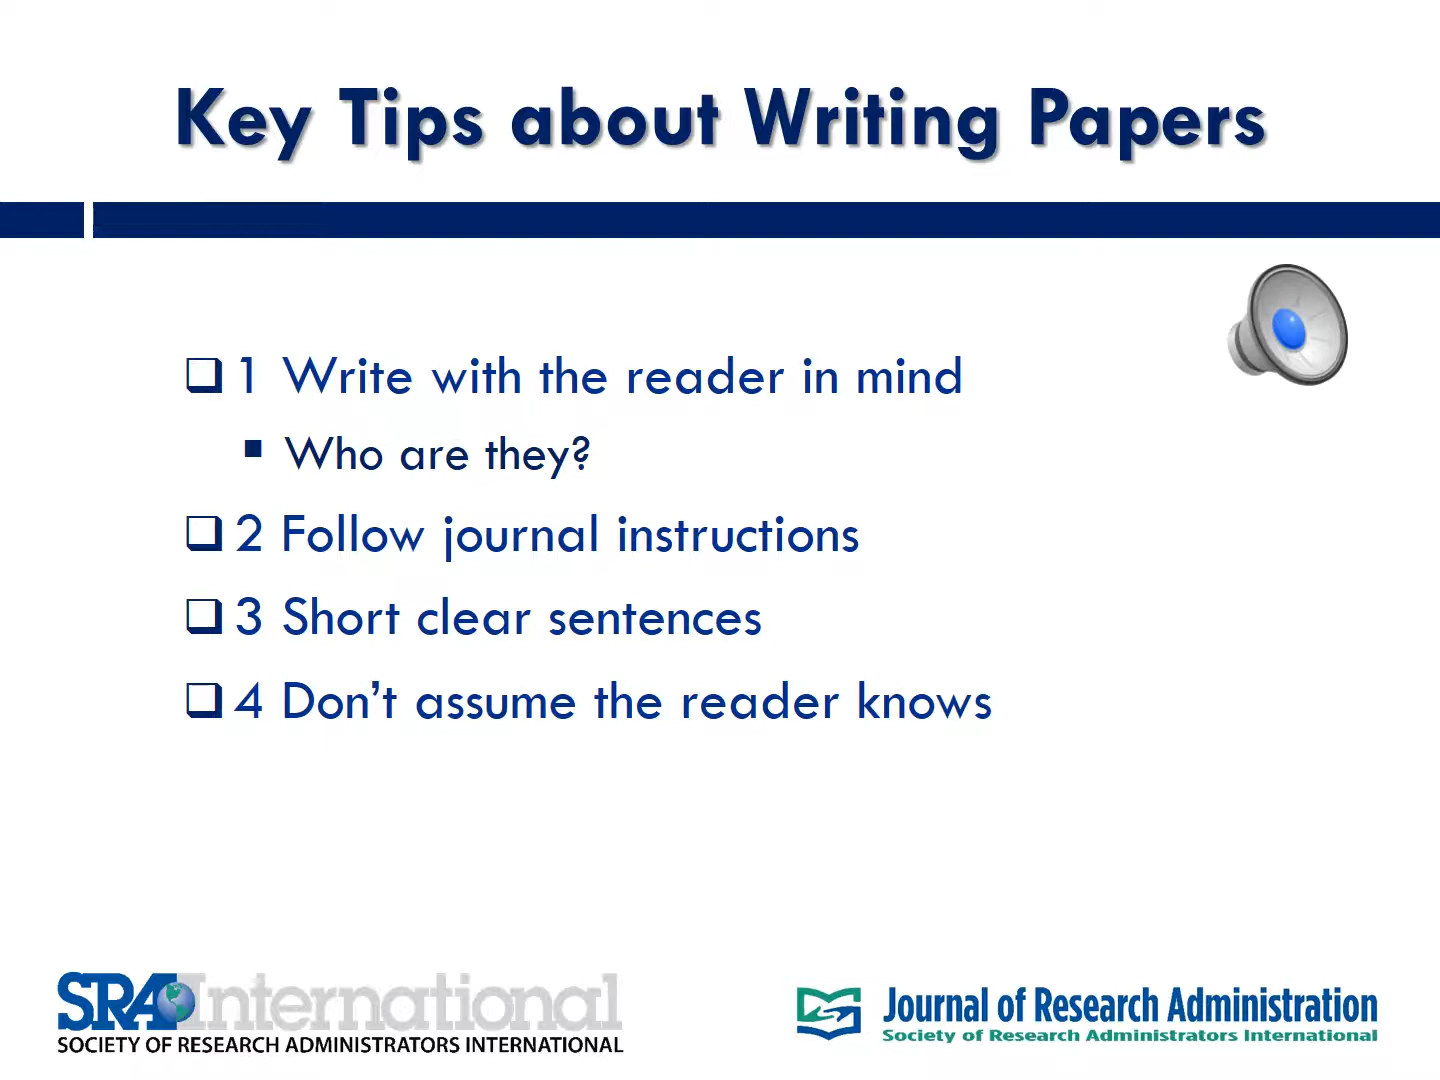 Key Tips about Writing Papers
❑ 1 Write with the reader in mind
▪ Who are they?
❑ 2 Follow journal instructions
❑ 3 Short clear sentences
❑ 4 Don’t assume the reader knows
SRAInternational
SOCIETY OF RESEARCH ADMINISTRATORS INTERNATIONAL
Journal of Research Administration
Society of Research Administrators International